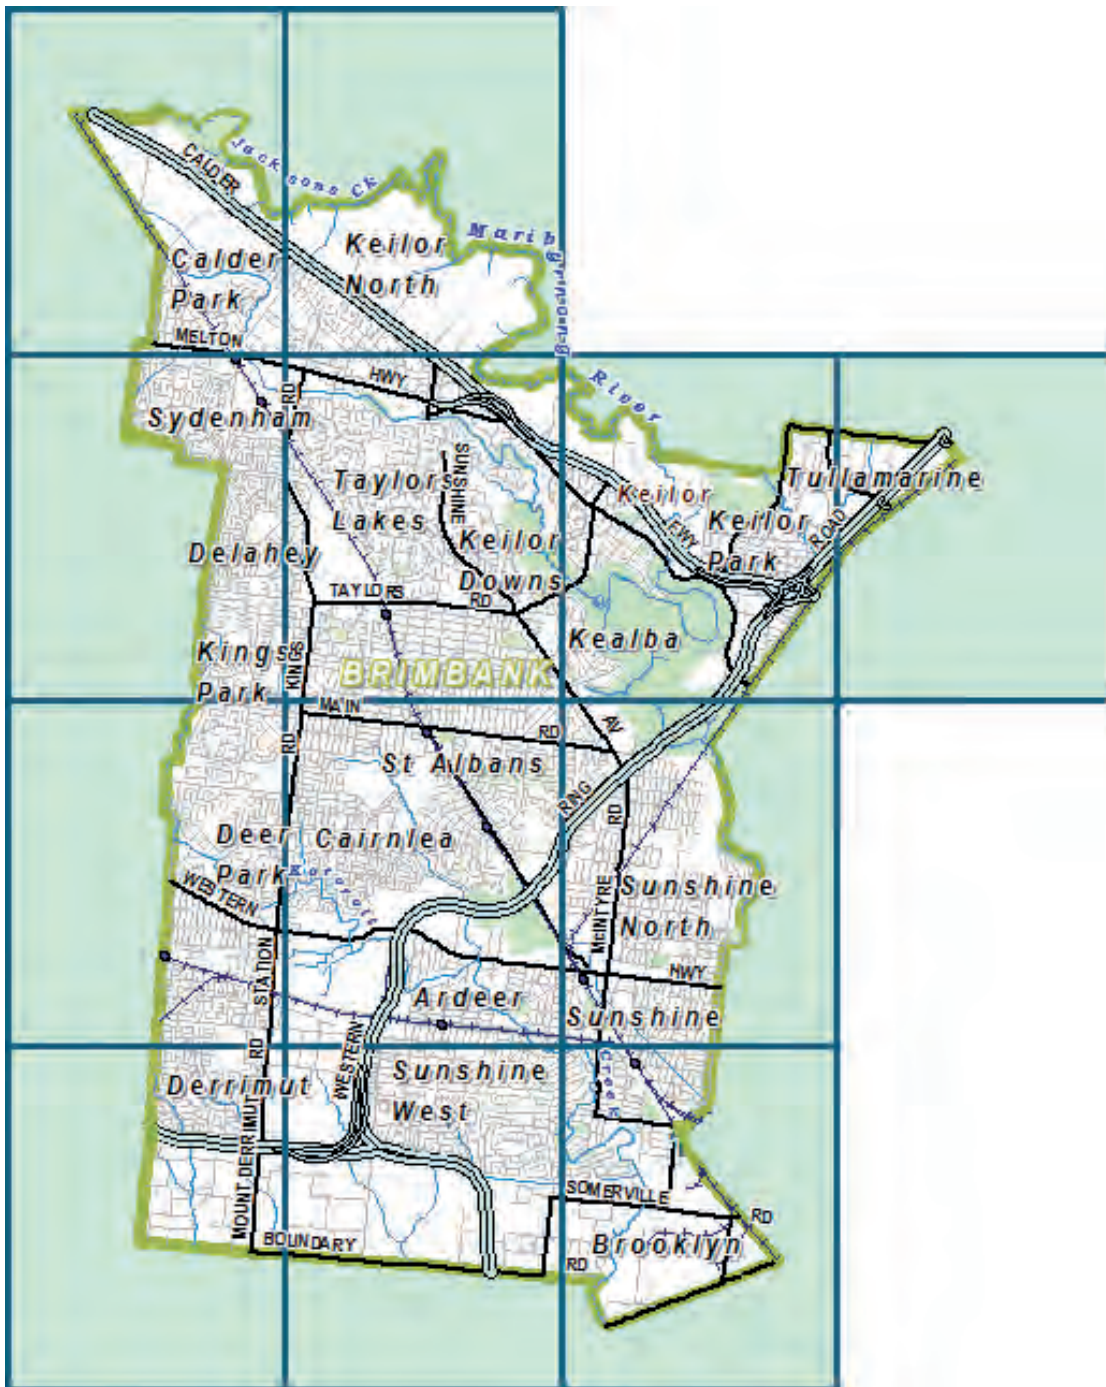 Jacksons Ck
CALDER
Keilor
North
Maribyrnong
Calder
Park
MELTON
HWY
River
RD
Sydenham
SUNSHINE
Taylors
Lakes
Keilor
Tullamarine
Keilor
Park
ROAD
FWY
Delahey
Keilor
Downs
TAYLORS
RD
Kealba
Kings
Park
KINGS
BRIMBANK
MAIN
RD
AV
RD
St Albans
RING
RD
Deer
Park
Cairnlea
Kororoit
WESTERN
Sunshine
North
McINTYRE
HWY
STATION
Ardeer
Sunshine
RD
WESTERN
Creek
Derrimut
Sunshine
West
MOUNT DERRIMUT
SOMERVILLE
RD
BOUNDARY
RD
Brooklyn